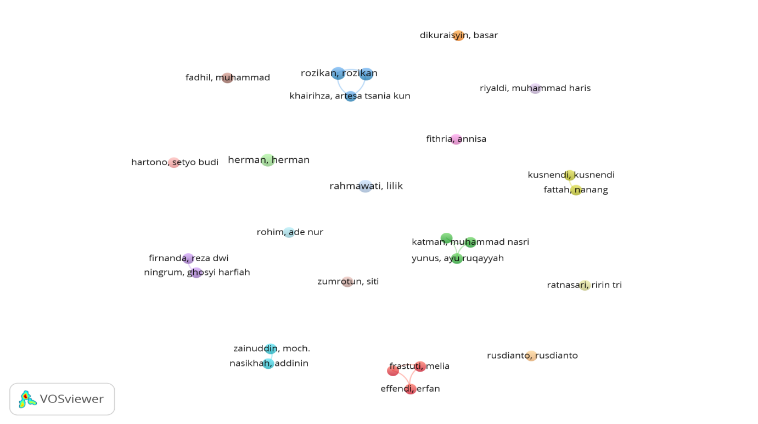 dikuraisyin, basar
fadhil, muhammad
rozikan, rozikan
riyaldi, muhammad haris
khairihza, artesa tsania kun
fithria, annisa
hartono, setyo budi
herman, herman
kusnendi, kusnendi
rahmawati, lilik
fattah, nanang
rohim, ade nur
katman, muhammad nasri
firnanda, reza dwi
yunus, ayu ruqayyah
ningrum, ghosyi harfiah
zumrotun, siti
ratnasari, ririn tri
zainuddin, moch.
rusdianto, rusdianto
nasikhah, addinin
frastuti, melia
effendi, erfan
VOSviewer